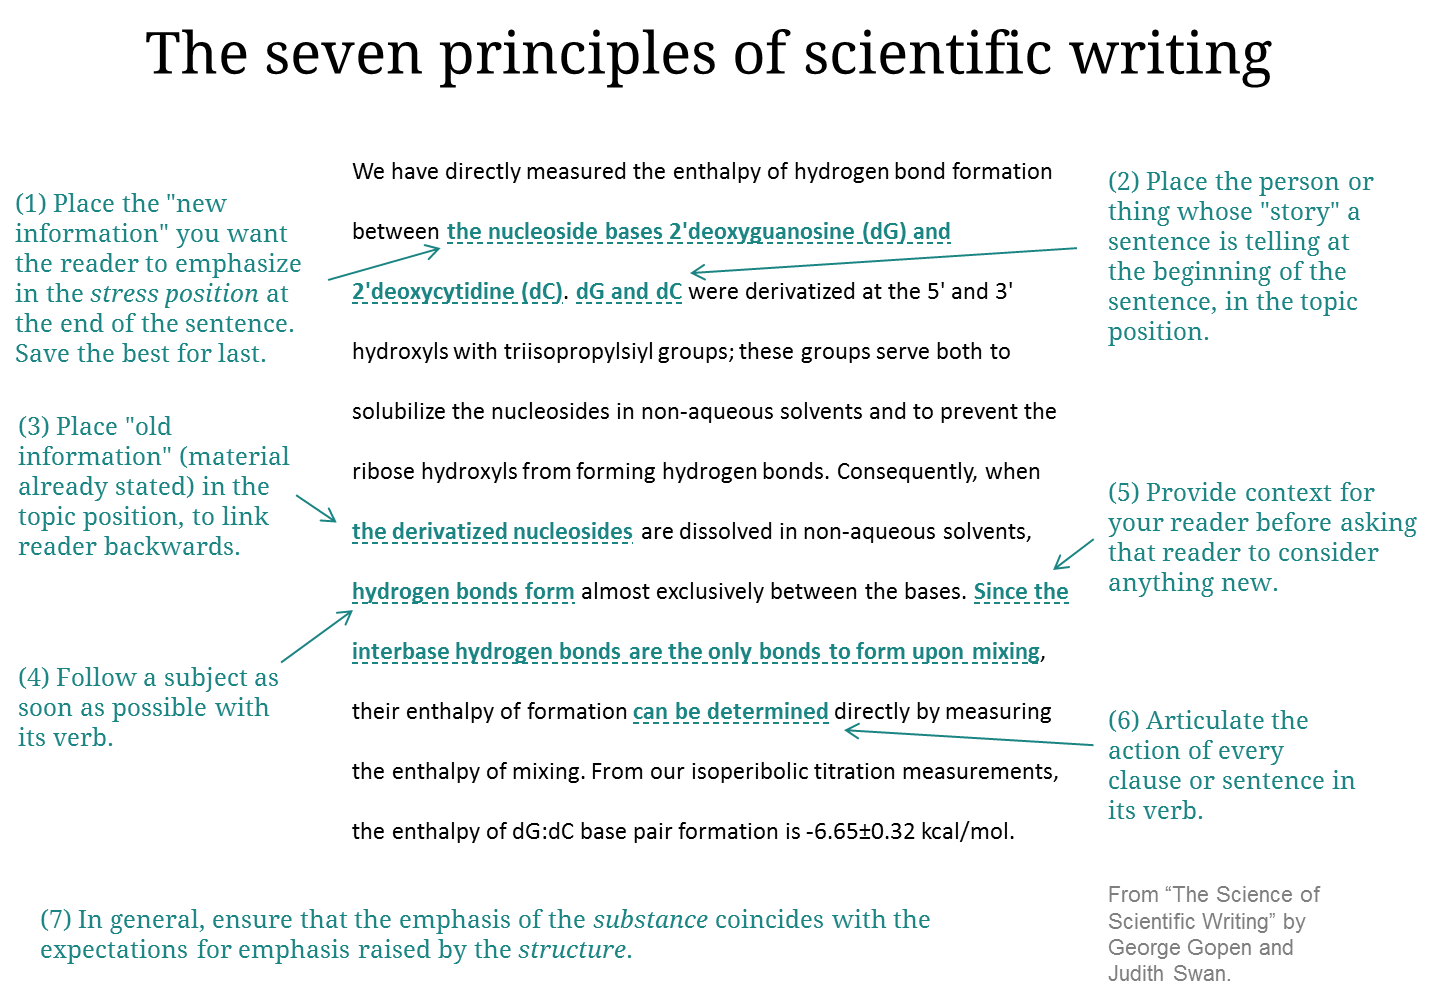 The seven principles of scientific writing
(1) Place the "new
information" you want
the reader to emphasize
in the stress position at
the end of the sentence.
Save the best for last.
(3) Place "old
information" (material
already stated) in the
topic position, to link
reader backwards.
(4) Follow a subject as
soon as possible with
its verb.
We have directly measured the enthalpy of hydrogen bond formation
between the nucleoside bases 2'deoxyguanosine (dG) and
2'deoxycytidine (dC). dG and dC were derivatized at the 5' and 3'
hydroxyls with triisopropylsiyl groups; these groups serve both to
solubilize the nucleosides in non-aqueous solvents and to prevent the
ribose hydroxyls from forming hydrogen bonds. Consequently, when
the derivatized nucleosides are dissolved in non-aqueous solvents,
hydrogen bonds form almost exclusively between the bases. Since the
interbase hydrogen bonds are the only bonds to form upon mixing,
their enthalpy of formation can be determined directly by measuring
the enthalpy of mixing. From our isoperibolic titration measurements,
the enthalpy of dG:dC base pair formation is -6.65±0.32 kcal/mol.
(2) Place the person or
thing whose "story" a
sentence is telling at
the beginning of the
sentence, in the topic
position.
(5) Provide context for
your reader before asking
that reader to consider
anything new.
(6) Articulate the
action of every
clause or sentence in
its verb.
(7) In general, ensure that the emphasis of the substance coincides with the
expectations for emphasis raised by the structure.
From “The Science of
Scientific Writing” by
George Gopen and
Judith Swan.